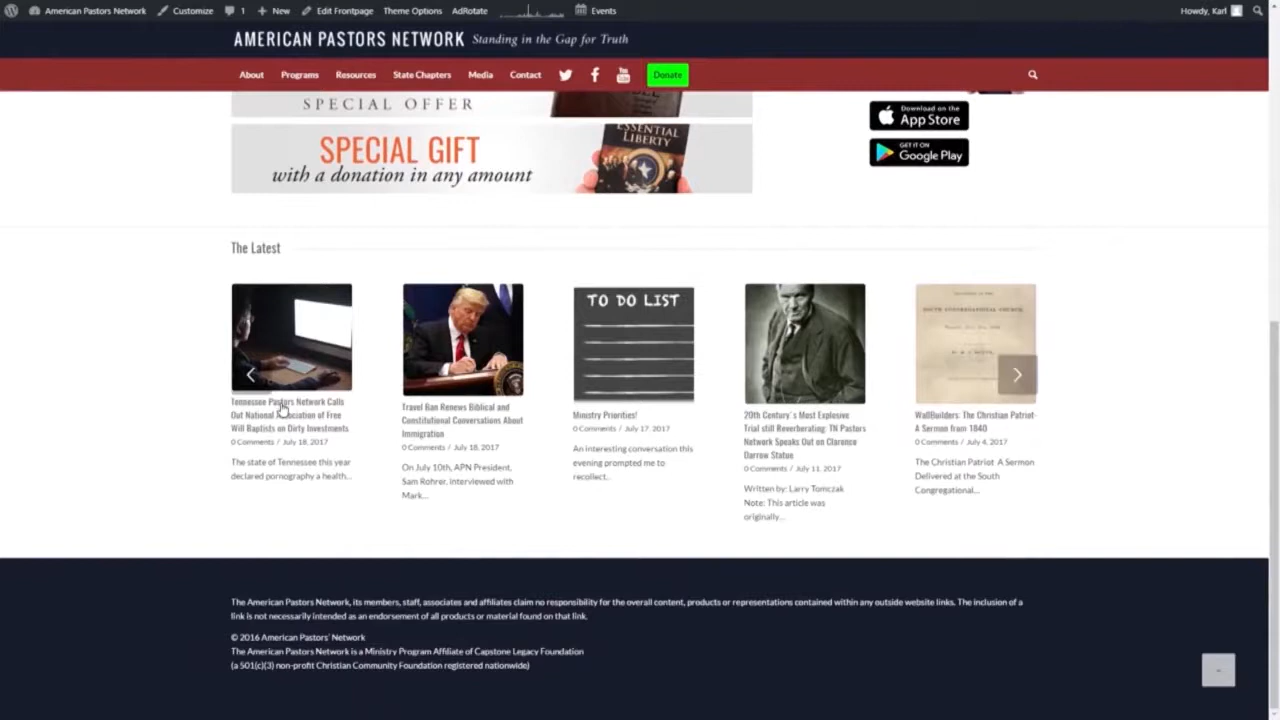 American Pastors Network Customize 1 New Edit Frontpage Theme Options AdRotate Events Howdy, Karl
AMERICAN PASTORS NETWORK Standing in the Gap for Truth
About Programs Resources State Chapters Media Contact You Tube Donate
SPECIAL OFFER
Download on the
App Store
SPECIAL GIFT
with a donation in any amount
ESSENTIAL
LIBERTY
GET IT ON
Google Play
The Latest
TO DO LIST
SOUTH CONGREGATIONAL COUNCIL
Tennessee Pastors Network Calls
Out National Association of Free
Will Baptists on Dirty Investments
0 Comments / July 18, 2017
The state of Tennessee this year
declared pornography a health...
Travel Ban Renews Biblical and
Constitutional Conversations About
Immigration
0 Comments / July 18, 2017
On July 10th, APN President,
Sam Rohrer, interviewed with
Mark...
Ministry Priorities!
0 Comments / July 17, 2017
An interesting conversation this
evening prompted me to
recollect...
20th Century's Most Explosive
Trial still Reverberating: TN Pastors
Network Speaks Out on Clarence
Darrow Statue
0 Comments / July 11, 2017
Written by: Larry Tomczak
Note: This article was
originally...
WallBuilders: The Christian Patriot-
A Sermon from 1840
0 Comments / July 4, 2017
The Christian Patriot A Sermon
Delivered at the South
Congregational...
The American Pastors Network, its members, staff, associates and affiliates claim no responsibility for the overall content, products or representations contained within any outside website links. The inclusion of a
link is not necessarily intended as an endorsement of all products or material found on that link.
© 2016 American Pastors' Network
The American Pastors Network is a Ministry Program Affiliate of Capstone Legacy Foundation
(a 501(c)(3) non-profit Christian Community Foundation registered nationwide)